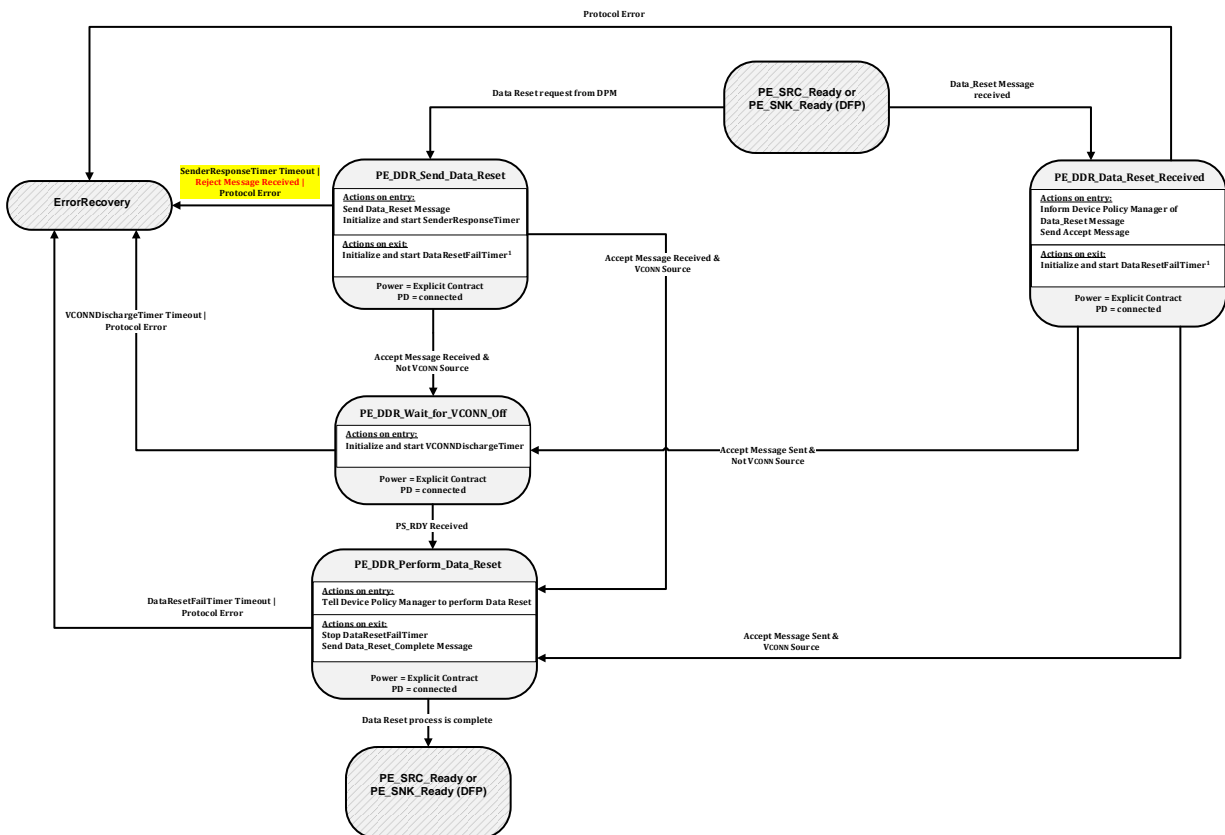 Protocol Error
PE_SRC_Ready or
PE_SNK_Ready (DFP)
Data Reset request from DPM
Data_Reset Message
received
SenderResponseTimer Timeout |
Reject Message Received |
Protocol Error
ErrorRecovery
PE_DDR_Send_Data_Reset
Actions on entry:
Send Data_Reset Message
Initialize and start SenderResponseTimer
Actions on exit:
Initialize and start DataResetFailTimer¹
Power = Explicit Contract
PD = connected
PE_DDR_Data_Reset_Received
Actions on entry:
Inform Device Policy Manager of
Data_Reset Message
Send Accept Message
Actions on exit:
Initialize and start DataResetFailTimer¹
Power = Explicit Contract
PD = connected
Accept Message Received &
VCONN Source
VCONNDischargeTimer Timeout |
Protocol Error
Accept Message Received &
Not VCONN Source
PE_DDR_Wait_for_VCONN_Off
Actions on entry:
Initialize and start VCONNDischargeTimer
Power = Explicit Contract
PD = connected
Accept Message Sent &
Not VCONN Source
PS_RDY Received
PE_DDR_Perform_Data_Reset
Actions on entry:
Tell Device Policy Manager to perform Data Reset
Actions on exit:
Stop DataResetFailTimer
Send Data_Reset_Complete Message
Power = Explicit Contract
PD = connected
DataResetFailTimer Timeout |
Protocol Error
Accept Message Sent &
VCONN Source
Data Reset process is complete
PE_SRC_Ready or
PE_SNK_Ready (DFP)